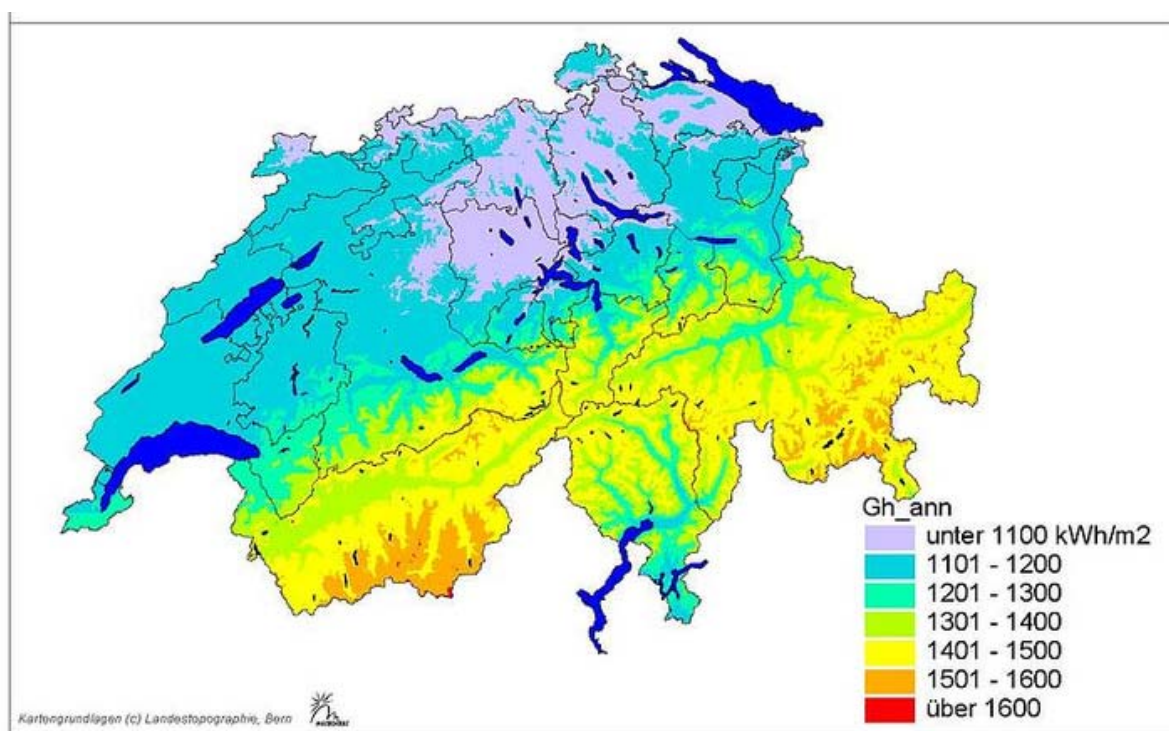 Gh_ann
unter 1100 kWh/m2
1101 - 1200
1201 - 1300
1301 - 1400
1401 - 1500
1501 - 1600
über 1600
Kartengrundlagen (c) Landestopographie, Bern